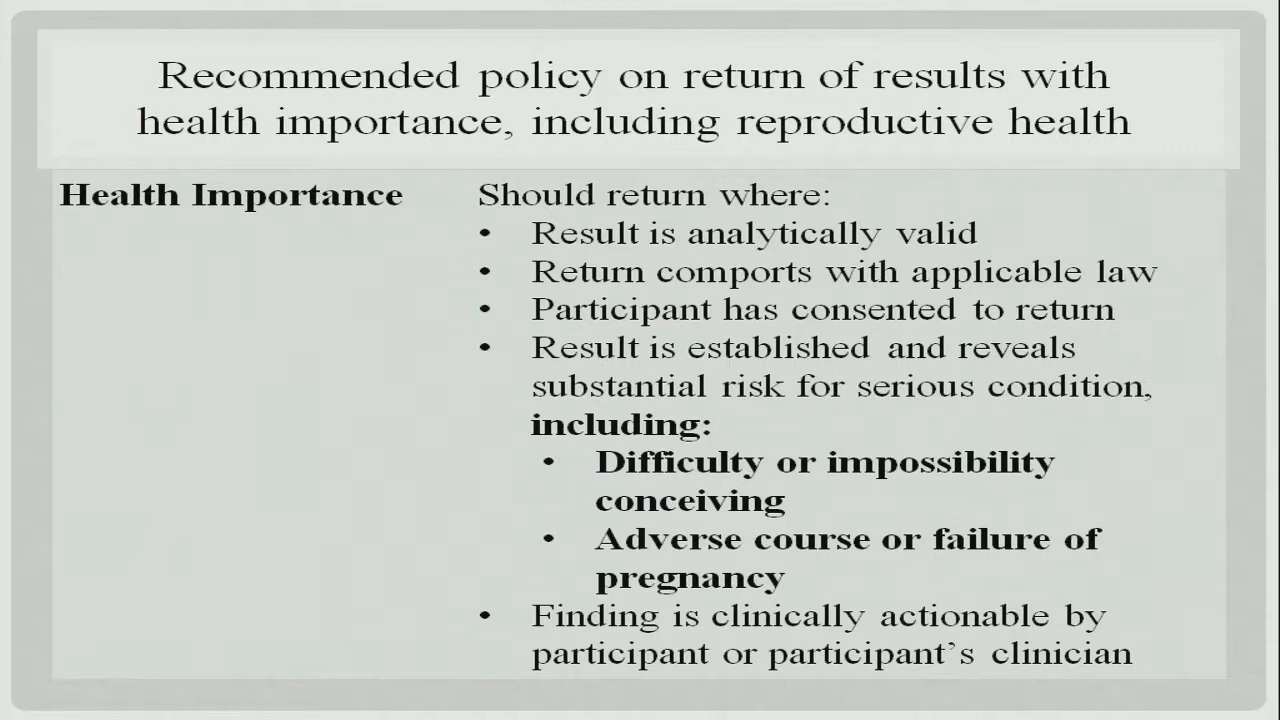 Recommended policy on return of results with
health importance, including reproductive health
Health Importance
Should return where:
• Result is analytically valid
• Return comports with applicable law
• Participant has consented to return
• Result is established and reveals
substantial risk for serious condition,
including:
• Difficulty or impossibility
conceiving
• Adverse course or failure of
pregnancy
• Finding is clinically actionable by
participant or participant’s clinician